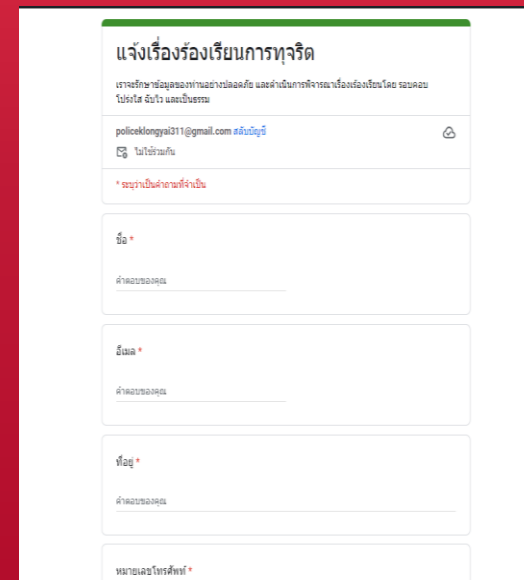 แจ้งเรื่องร้องเรียนการทุจริต
เราจะรักษาข้อมูลของท่านอย่างปลอดภัย และดำเนินการพิจารณาเรื่องร้องเรียนโดย รอบคอบ
โปร่งใส ฉับไว และเป็นธรรม
policeklongyai311@gmail.com สลับบัญชี
ไม่ใช้ร่วมกัน
* ระบุว่าเป็นคำถามที่จำเป็น
ชื่อ *
คำตอบของคุณ
อีเมล *
คำตอบของคุณ
ที่อยู่ *
คำตอบของคุณ
หมายเลขโทรศัพท์ *